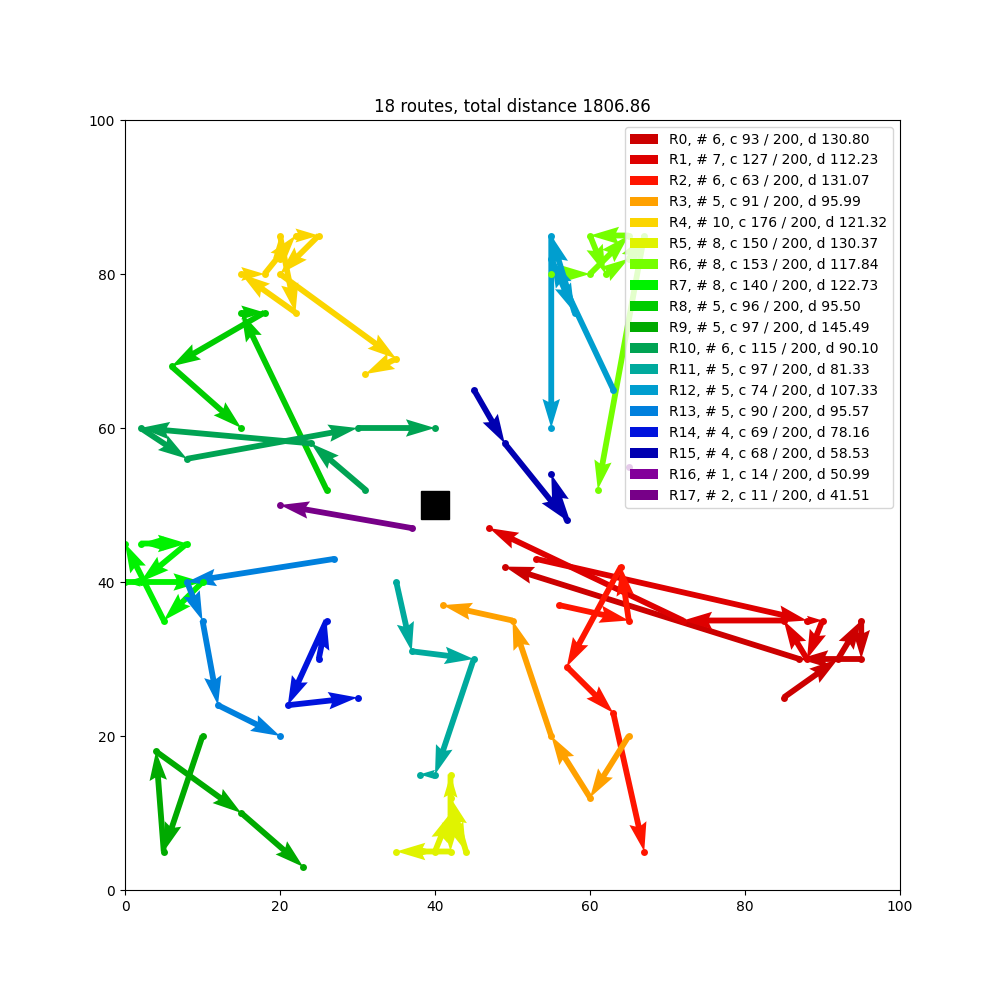 18 routes, total distance 1806.86
R0, # 6, c 93 / 200, d 130.80
R1, # 7, c 127 / 200, d 112.23
R2, # 6, c 63 / 200, d 131.07
R3, # 5, c 91 / 200, d 95.99
R4, # 10, c 176 / 200, d 121.32
R5, # 8, c 150 / 200, d 130.37
R6, # 8, c 153 / 200, d 117.84
R7, # 8, c 140 / 200, d 122.73
R8, # 5, c 96 / 200, d 95.50
R9, # 5, c 97 / 200, d 145.49
R10, # 6, c 115 / 200, d 90.10
R11, # 5, c 97 / 200, d 81.33
R12, # 5, c 74 / 200, d 107.33
R13, # 5, c 90 / 200, d 95.57
R14, # 4, c 69 / 200, d 78.16
R15, # 4, c 68 / 200, d 58.53
R16, # 1, c 14 / 200, d 50.99
R17, # 2, c 11 / 200, d 41.51
100
80
60
40
20
0
0 20 40 60 80 100